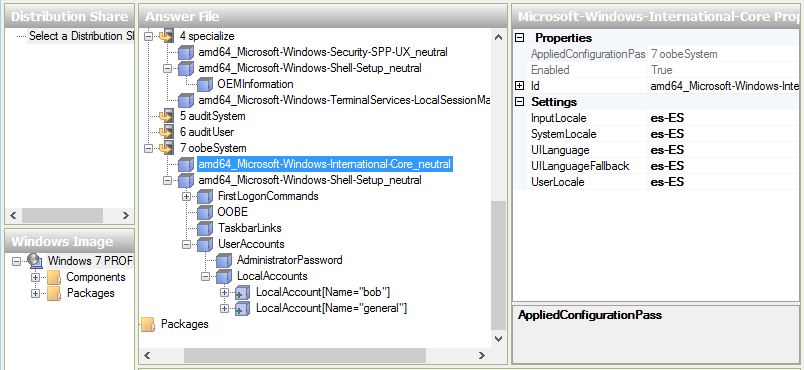 Distribution Share
Select a Distribution Sl
Windows Image
Windows 7 PROFI
Components
Packages
Answer File
4 specialize
amd64_Microsoft-Windows-Security-SPP-UX_neutral
amd64_Microsoft-Windows-Shell-Setup_neutral
OEMInformation
amd64_Microsoft-Windows-TerminalServices-LocalSessionMa
5 auditSystem
6 auditUser
7 oobeSystem
amd64_Microsoft-Windows-International-Core_neutral
amd64_Microsoft-Windows-Shell-Setup_neutral
FirstLogonCommands
OOBE
TaskbarLinks
UserAccounts
AdministratorPassword
LocalAccounts
LocalAccount[Name="bob"]
LocalAccount[Name="general"]
Packages
Microsoft-Windows-International-Core Prop
Properties
AppliedConfigurationPas 7 oobeSystem
Enabled True
Id amd64_Microsoft-Windows-Inte
Settings
InputLocale es-ES
SystemLocale es-ES
UILanguage es-ES
UILanguageFallback es-ES
UserLocale es-ES
AppliedConfigurationPass